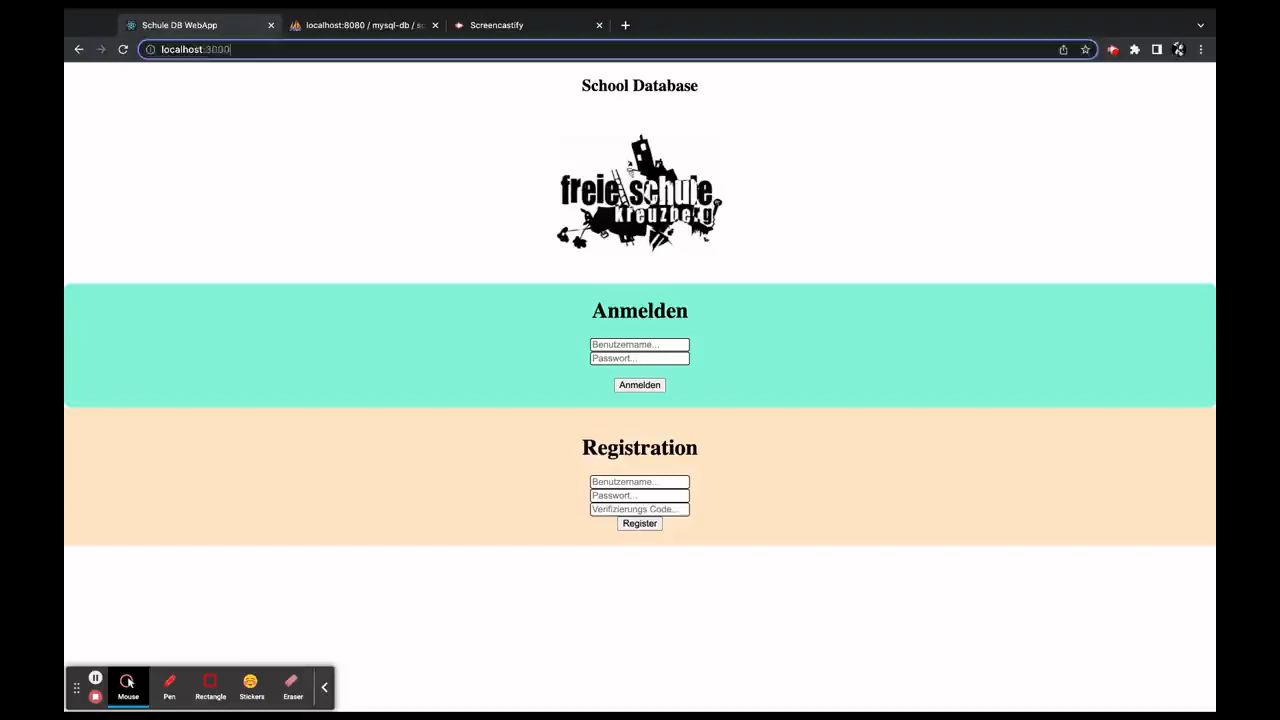 Schule DB WebApp
localhost:8080 / mysql-db / sc
Screencastify
localhost:3000
School Database
freie schule
kreuzberg
Anmelden
Benutzername...
Passwort...
Anmelden
Registration
Benutzername...
Passwort...
Verifizierungs Code...
Register
Mouse
Pen
Rectangle
Stickers
Eraser